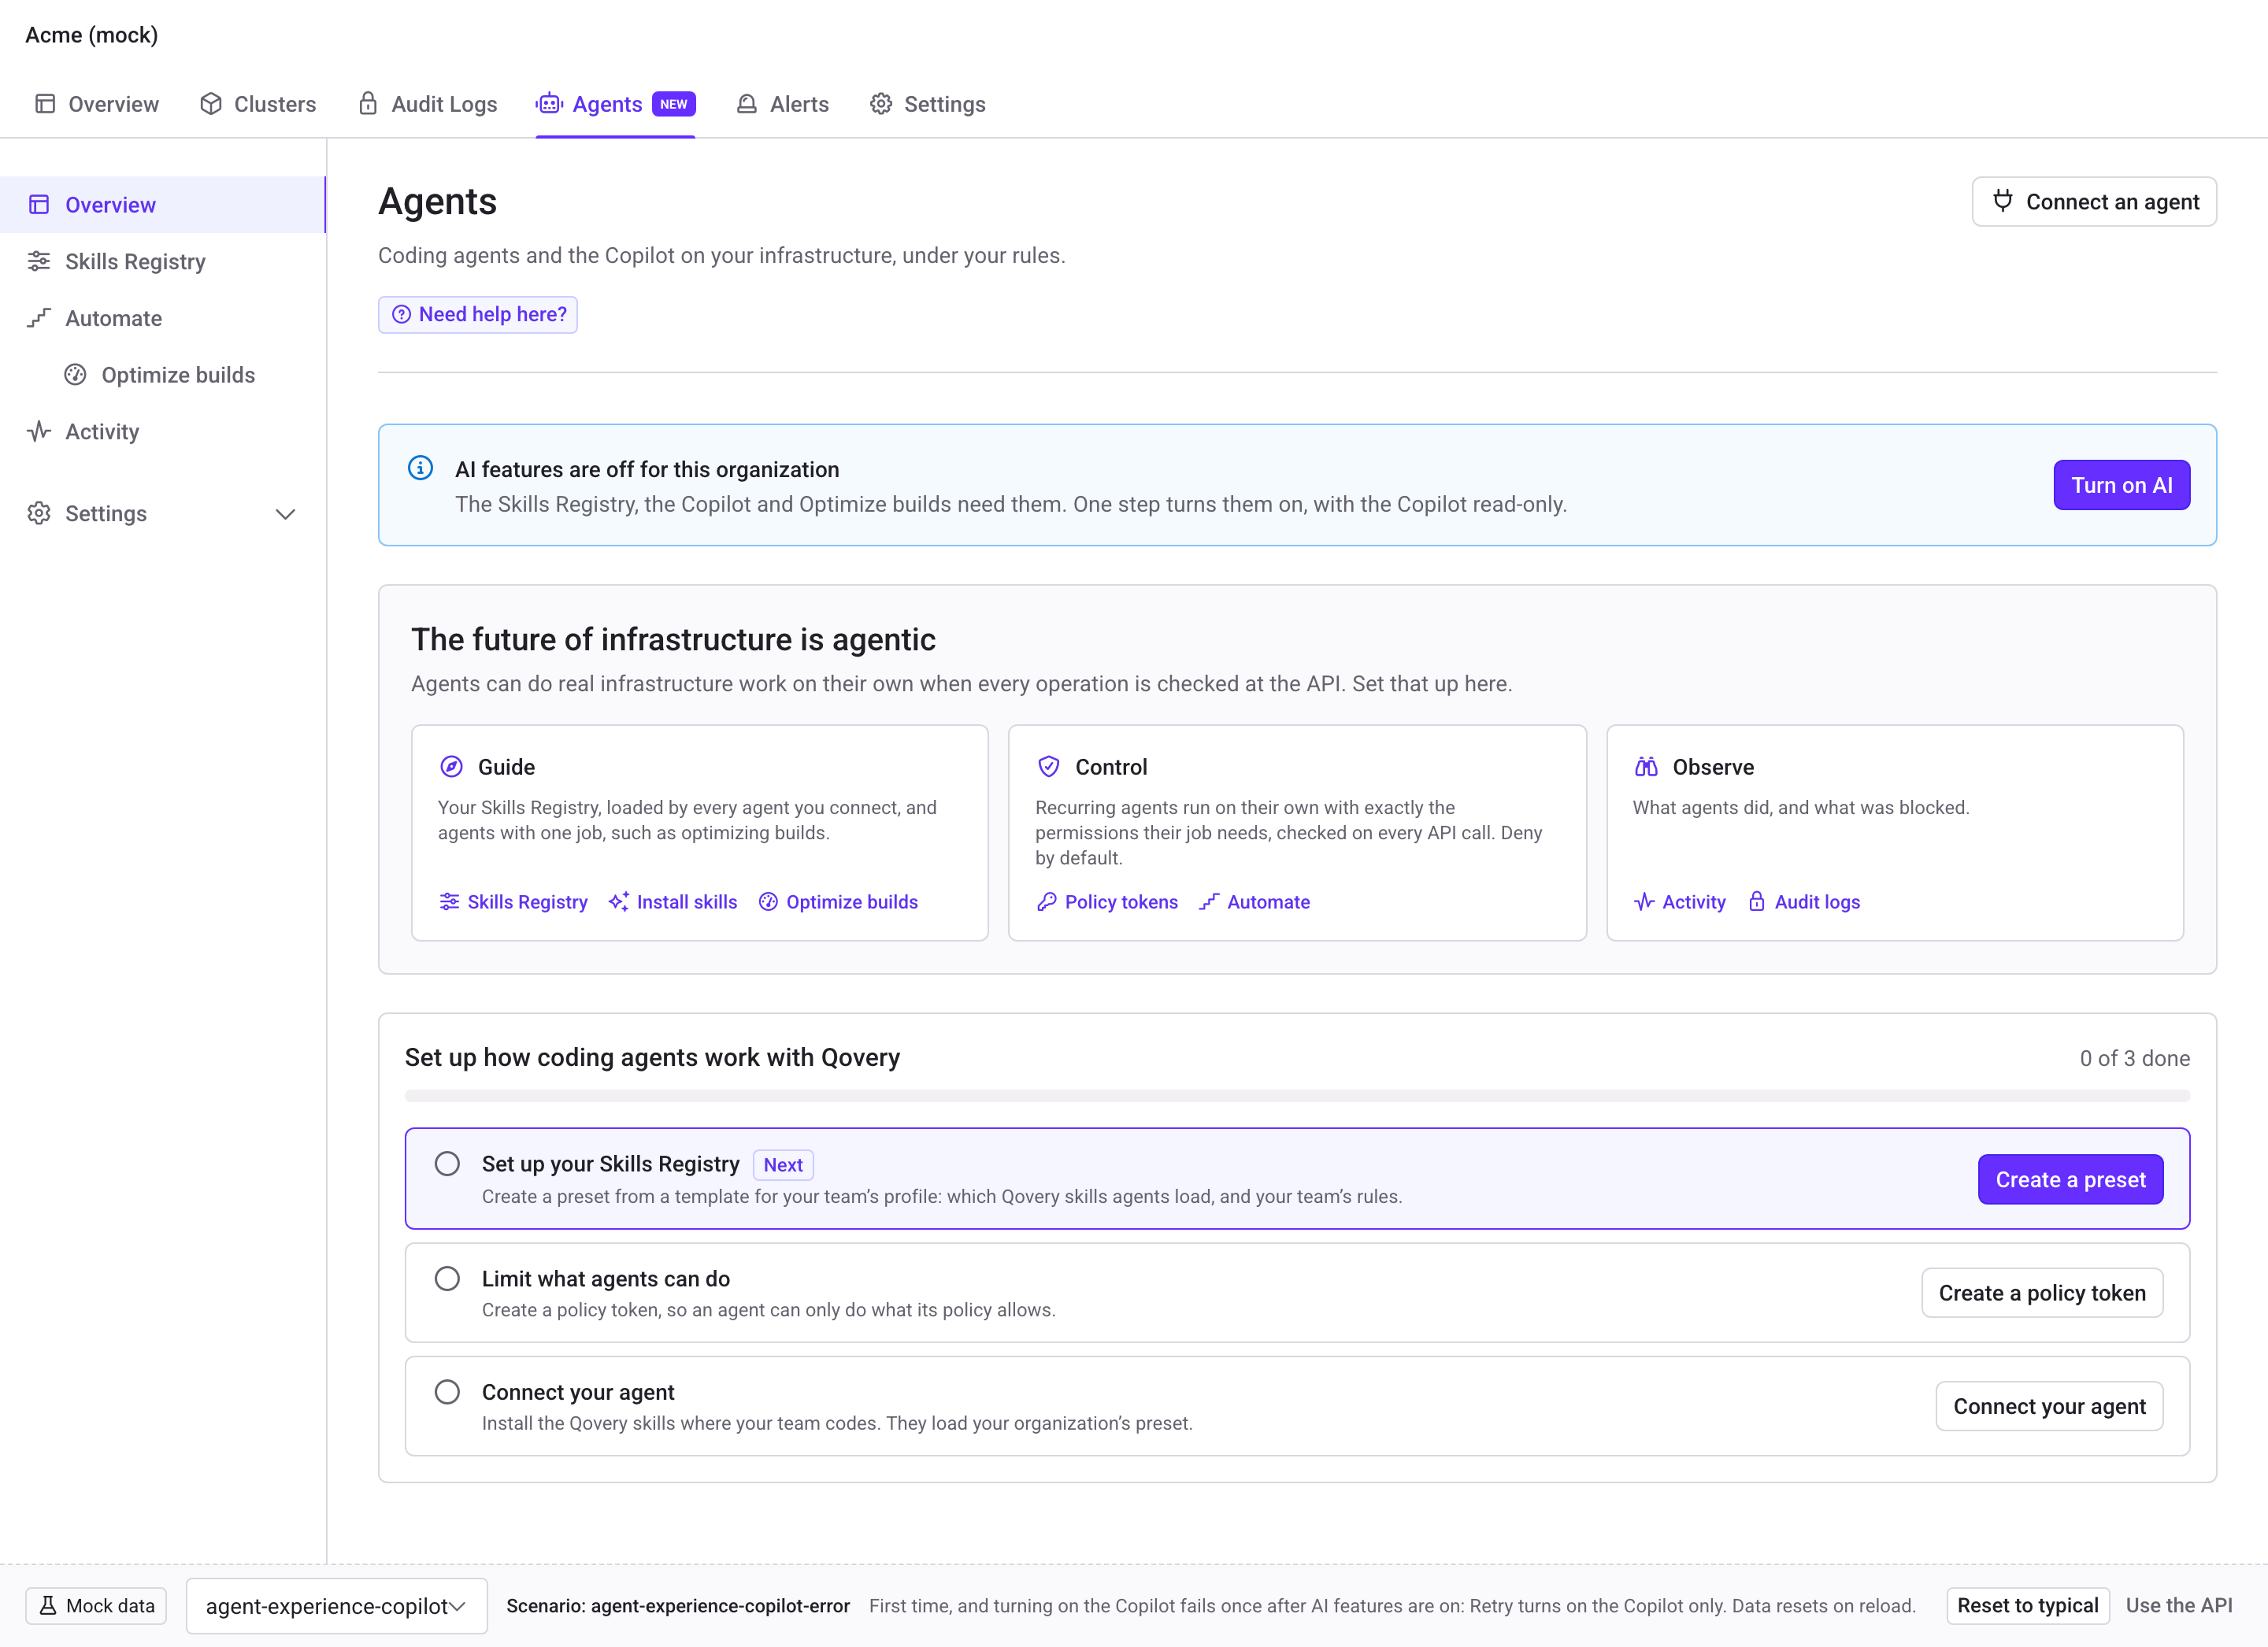 Acme (mock)
Overview
Clusters
Audit Logs
Agents
NEW
Alerts
Settings
Overview
Skills Registry
Automate
Optimize builds
Activity
Settings
Agents
Connect an agent
Coding agents and the Copilot on your infrastructure, under your rules.
Need help here?
AI features are off for this organization
The Skills Registry, the Copilot and Optimize builds need them. One step turns them on, with the Copilot read-only.
Turn on AI
The future of infrastructure is agentic
Agents can do real infrastructure work on their own when every operation is checked at the API. Set that up here.
Guide
Your Skills Registry, loaded by every agent you connect, and
agents with one job, such as optimizing builds.
Skills Registry
Install skills
Optimize builds
Control
Recurring agents run on their own with exactly the
permissions their job needs, checked on every API call. Deny
by default.
Policy tokens
Automate
Observe
What agents did, and what was blocked.
Activity
Audit logs
Set up how coding agents work with Qovery
0 of 3 done
Set up your Skills Registry
Next
Create a preset from a template for your team’s profile: which Qovery skills agents load, and your team’s rules.
Create a preset
Limit what agents can do
Create a policy token, so an agent can only do what its policy allows.
Create a policy token
Connect your agent
Install the Qovery skills where your team codes. They load your organization’s preset.
Connect your agent
Mock data
agent-experience-copilot
Scenario: agent-experience-copilot-error
First time, and turning on the Copilot fails once after AI features are on: Retry turns on the Copilot only. Data resets on reload.
Reset to typical
Use the API